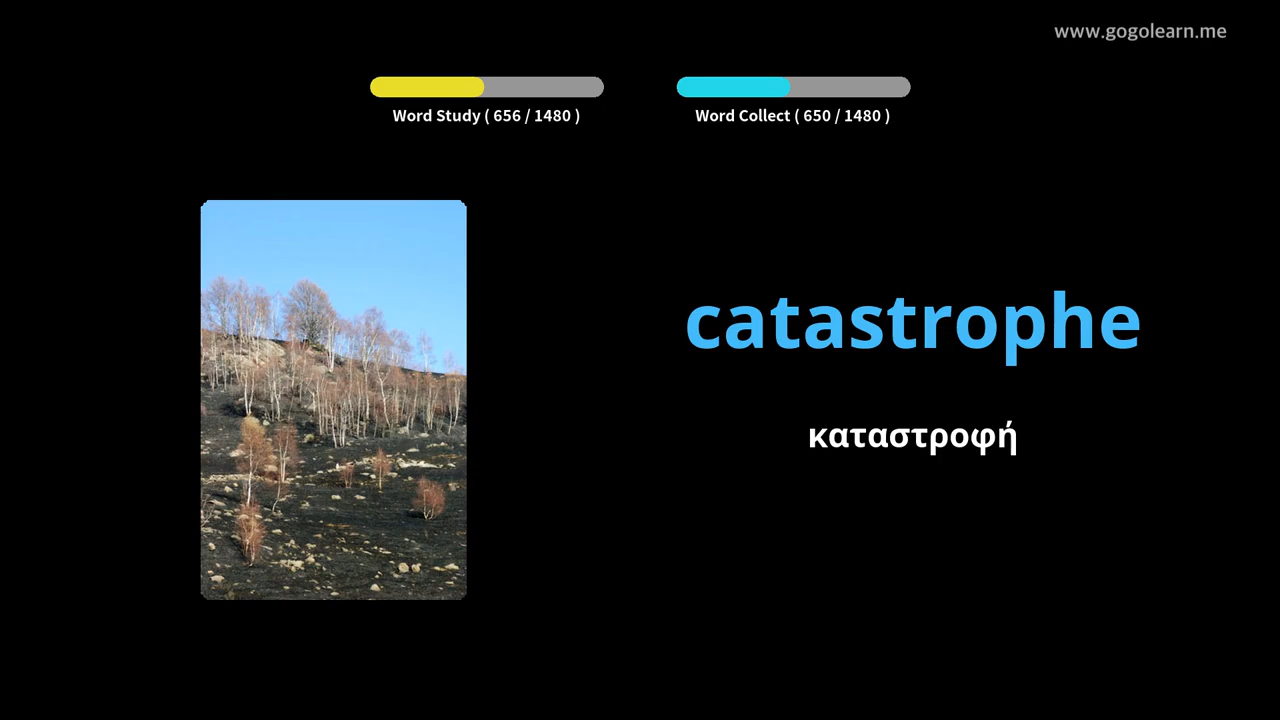 www.gogolearn.me
Word Study ( 656 / 1480 )
Word Collect ( 650 / 1480 )
catastrophe
καταστροφή